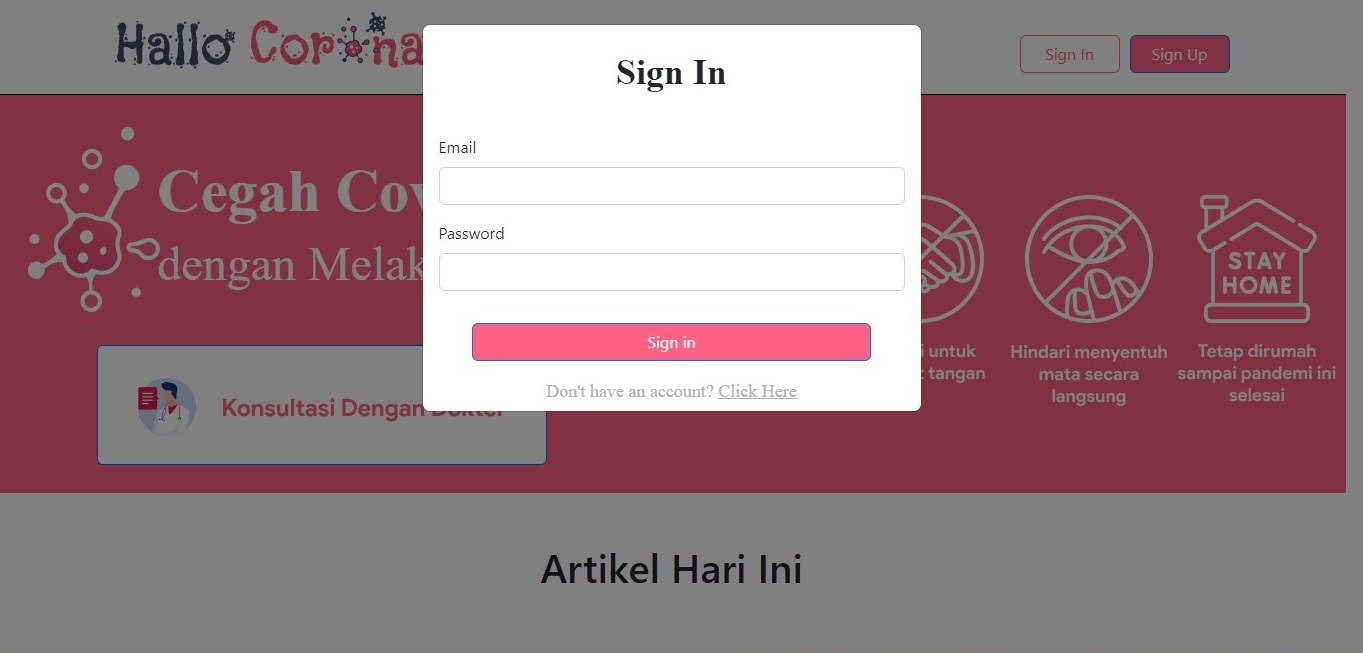 Hallo Corona
Sign In
Sign Up
Sign In
Email
Password
Sign in
Don't have an account? Click Here
Cegah
dengan
untuk
tangan
Hindari menyentuh
mata secara
langsung
STAY
HOME
Tetap dirumah
sampai pandemi ini
selesai
Konsultasi Dengan Dokter
Artikel Hari Ini